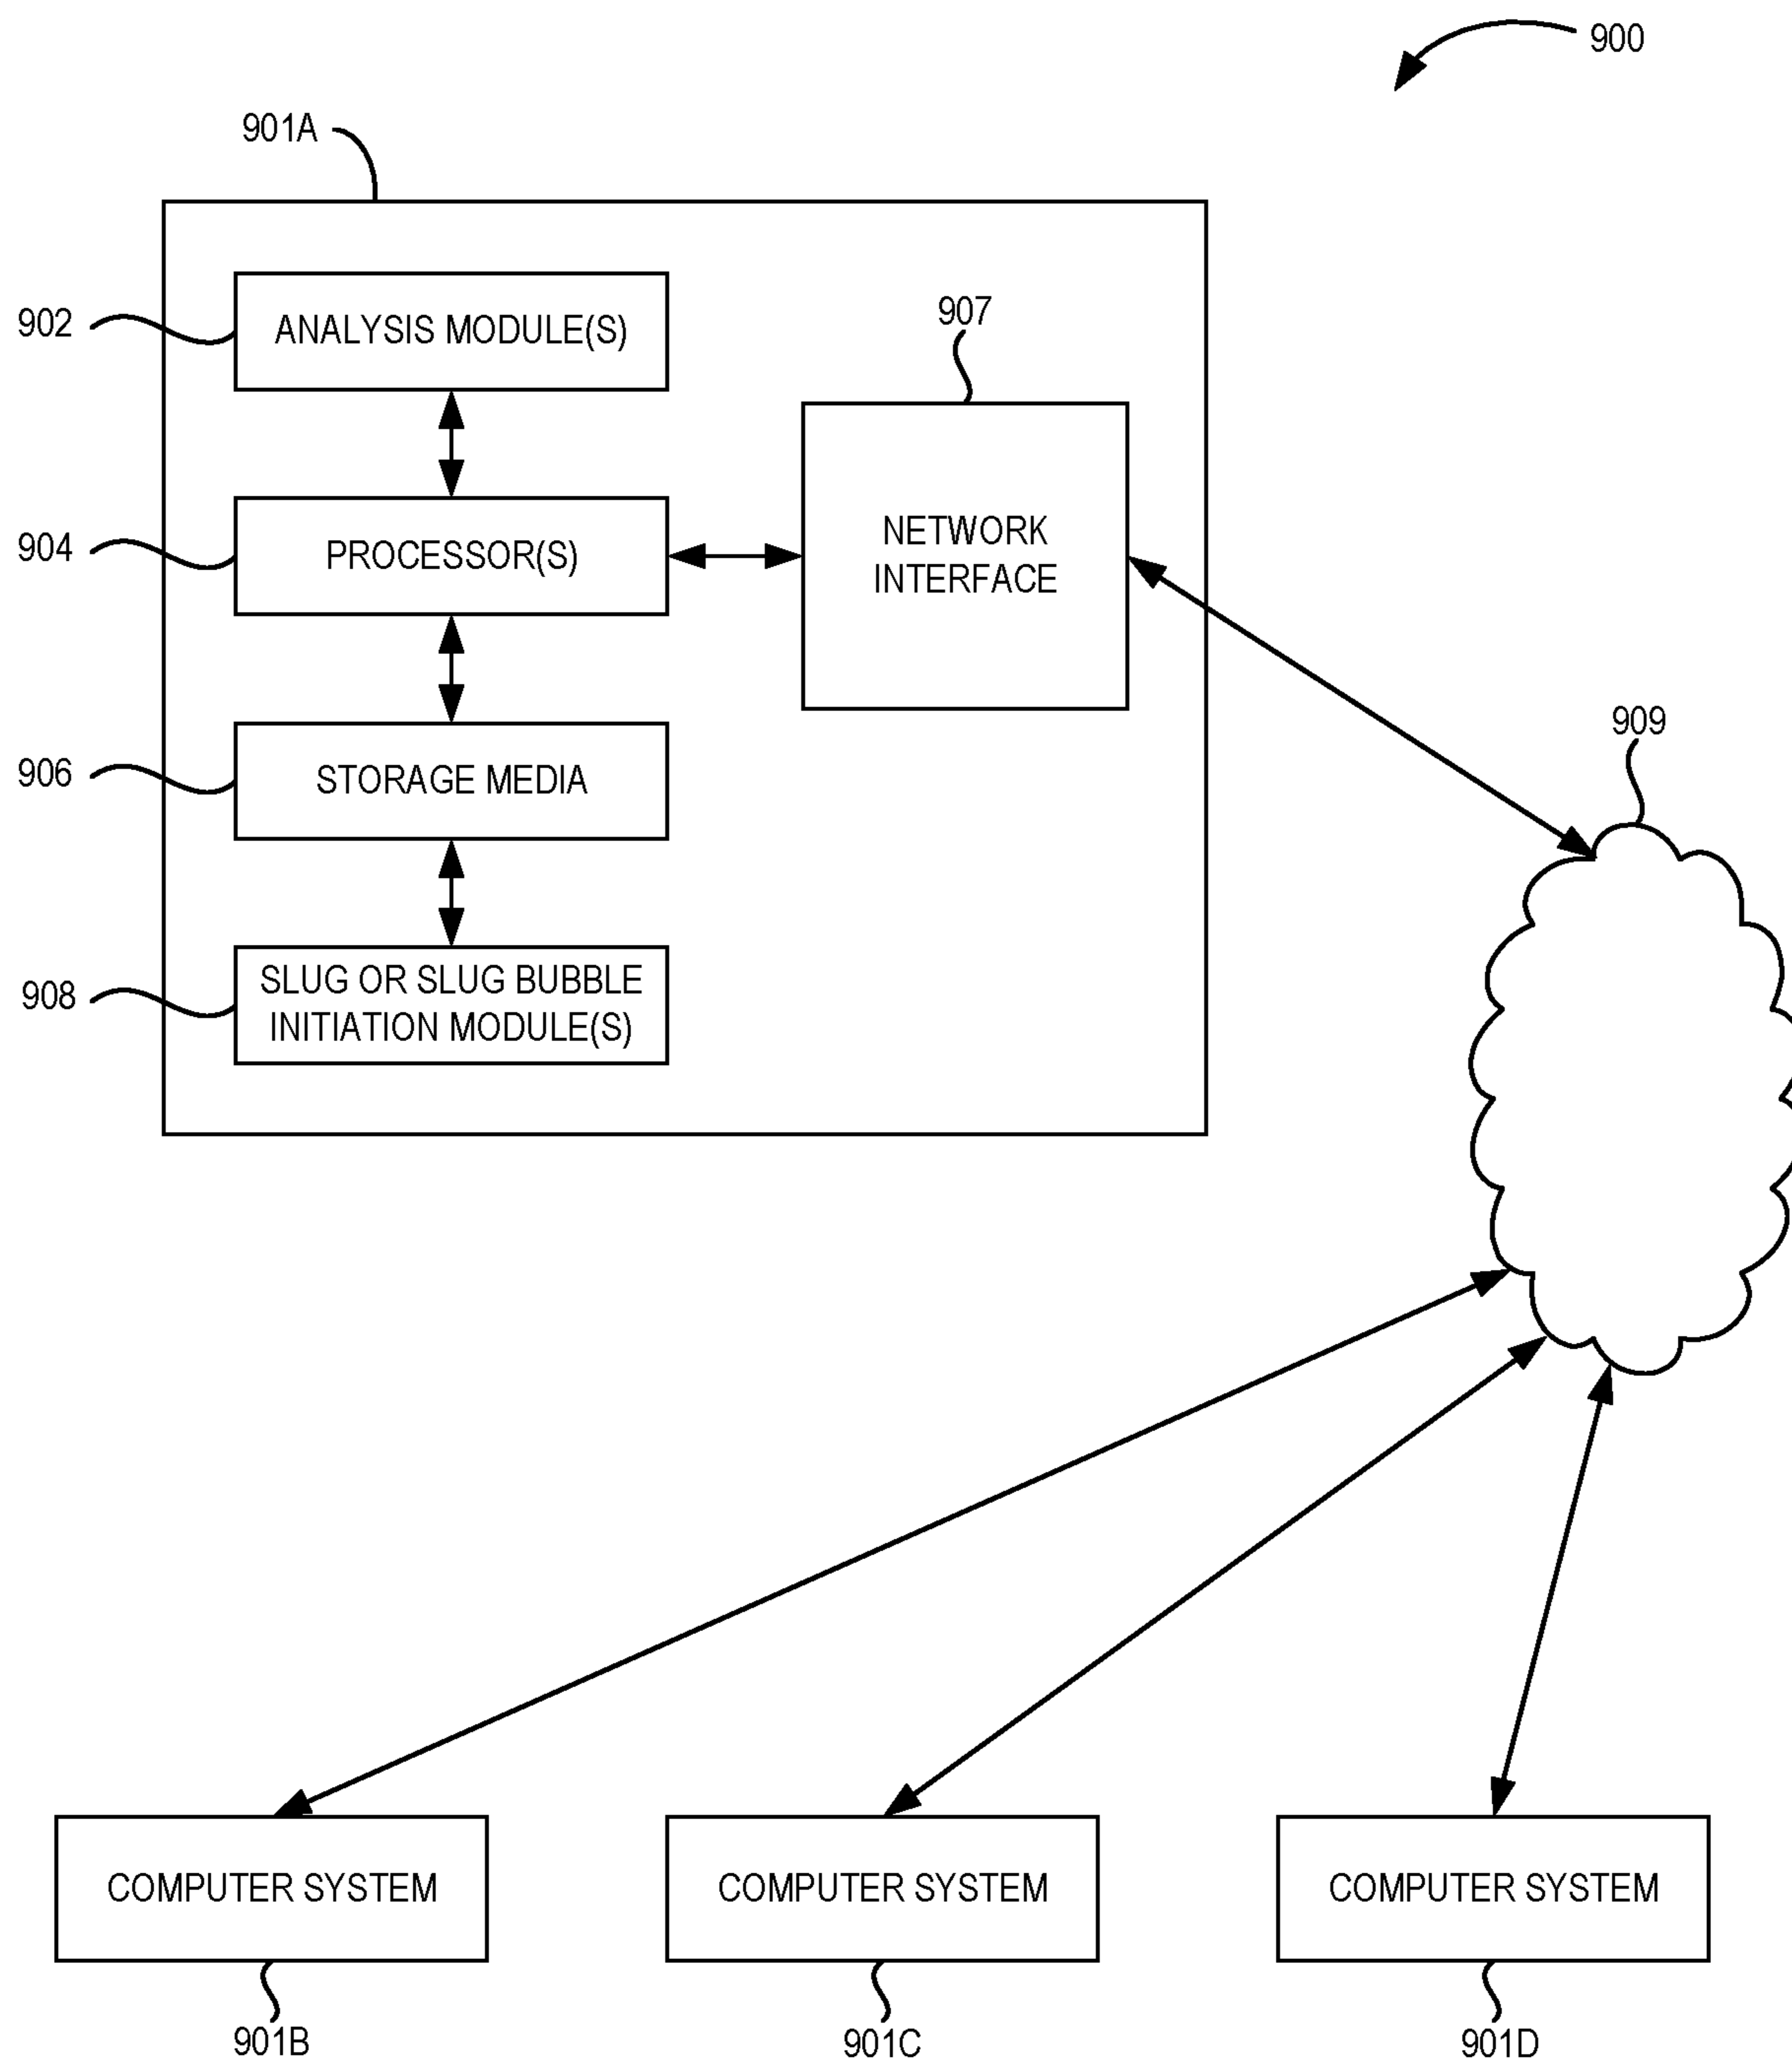 900
901A
902
ANALYSIS MODULE(S)
907
904
PROCESSOR(S)
NETWORK
INTERFACE
909
906
STORAGE MEDIA
908
SLUG OR SLUG BUBBLE
INITIATION MODULE(S)
COMPUTER SYSTEM
COMPUTER SYSTEM
COMPUTER SYSTEM
901B
901C
901D